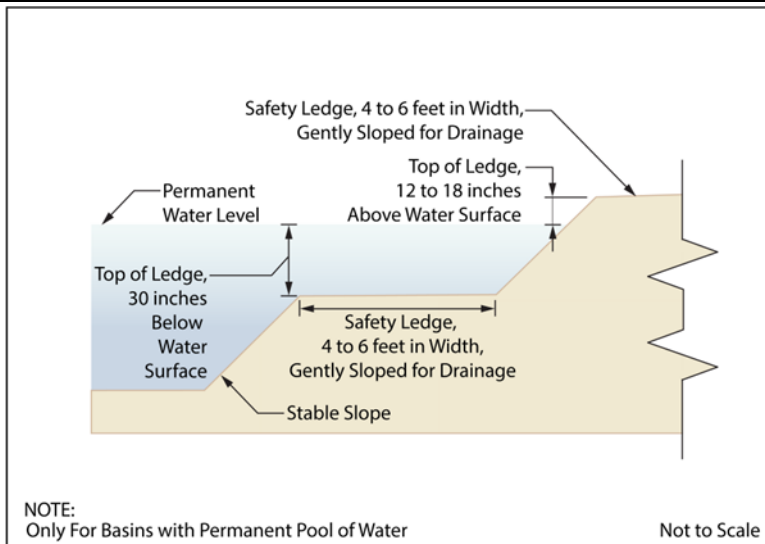 Safety Ledge, 4 to 6 feet in Width,
Gently Sloped for Drainage
Top of Ledge,
12 to 18 inches
Above Water Surface
Permanent
Water Level
Top of Ledge,
30 inches
Below
Water
Surface
Safety Ledge,
4 to 6 feet in Width,
Gently Sloped for Drainage
Stable Slope
NOTE:
Only For Basins with Permanent Pool of Water
Not to Scale